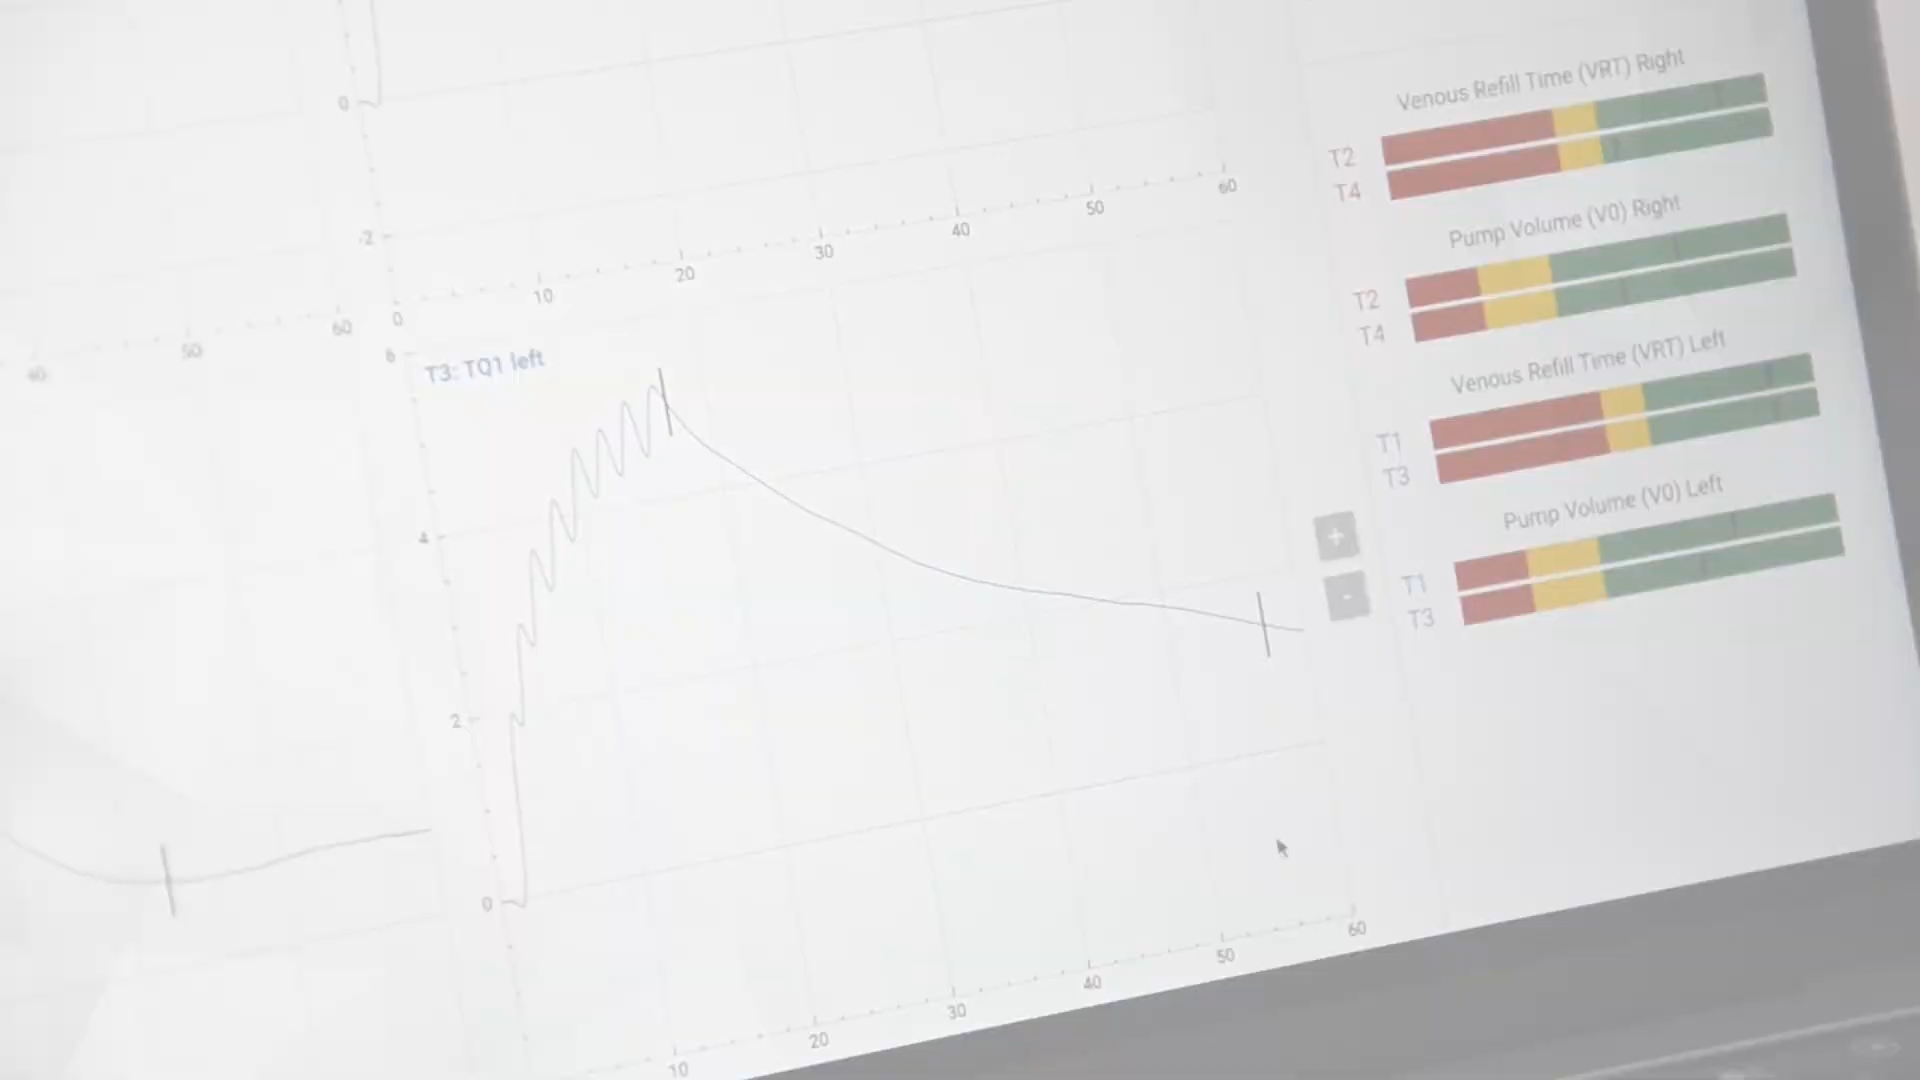 0
-2
0
10
20
30
40
50
60
40
50
60
T3: TQ1 left
6
4
2
0
10
20
30
40
50
60
+
-
Venous Refill Time (VRT) Right
T2
T4
Pump Volume (V0) Right
T2
T4
Venous Refill Time (VRT) Left
T1
T3
Pump Volume (V0) Left
T1
T3